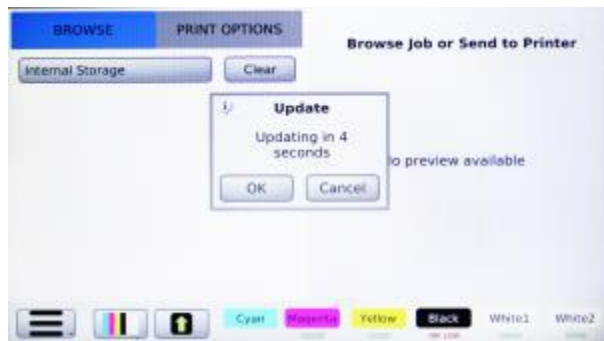 BROWSE
PRINT OPTIONS
Browse Job or Send to Printer
Internal Storage
Clear
Update
Updating in 4
seconds
o preview available
OK
Cancel
Cyan
Magenta
Yellow
Black
White1
White2